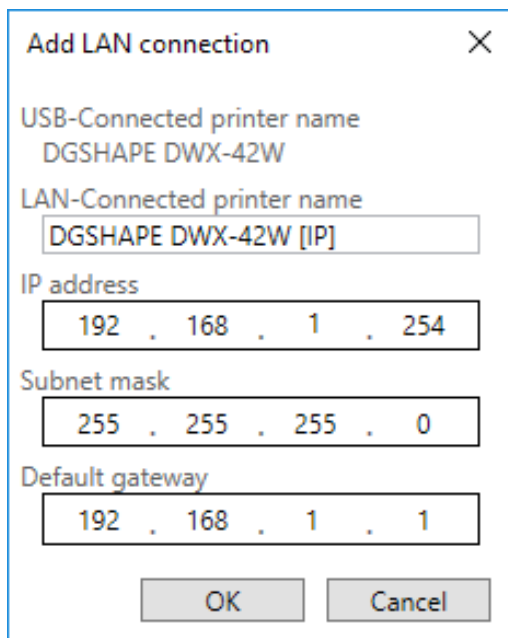 Add LAN connection
USB-Connected printer name
DGSHAPE DWX-42W
LAN-Connected printer name
DGSHAPE DWX-42W [IP]
IP address
192 . 168 . 1 . 254
Subnet mask
255 . 255 . 255 . 0
Default gateway
192 . 168 . 1 . 1
OK Cancel